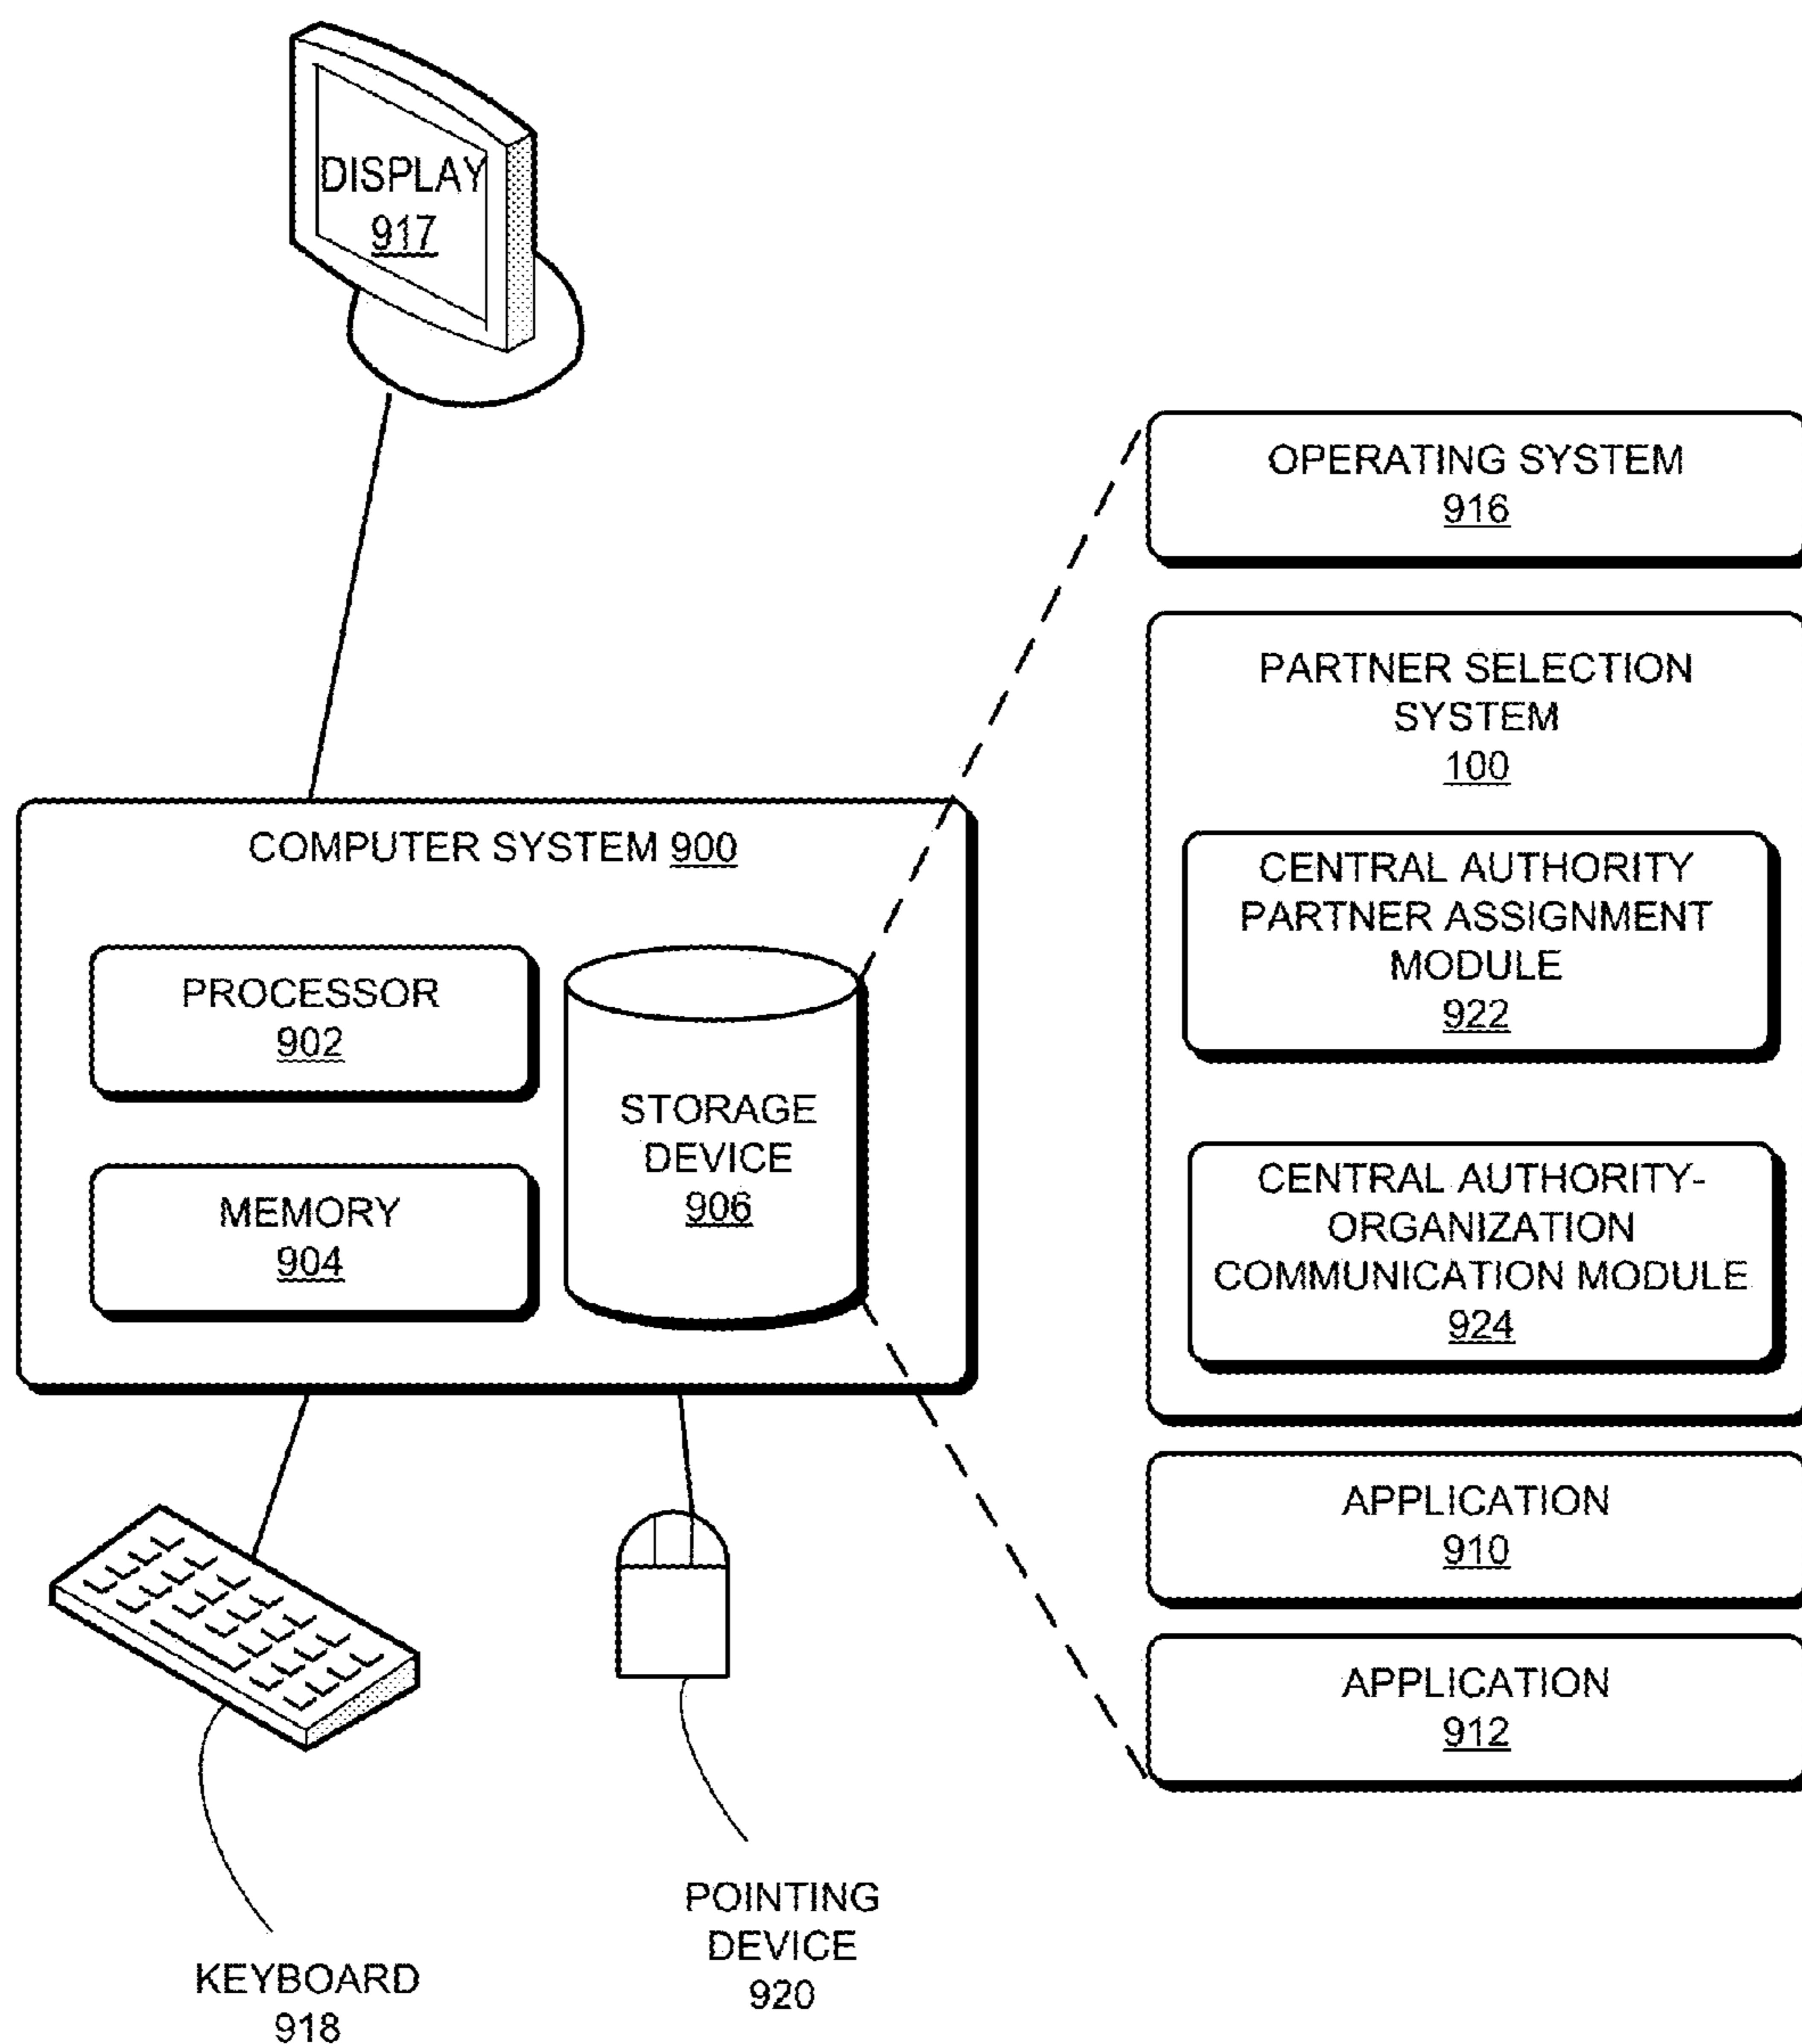 DISPLAY
917
OPERATING SYSTEM
916
PARTNER SELECTION
SYSTEM
100
CENTRAL AUTHORITY
PARTNER ASSIGNMENT
MODULE
922
CENTRAL AUTHORITY-
ORGANIZATION
COMMUNICATION MODULE
924
APPLICATION
910
APPLICATION
912
COMPUTER SYSTEM 900
PROCESSOR
902
MEMORY
904
STORAGE
DEVICE
906
KEYBOARD
918
POINTING
DEVICE
920